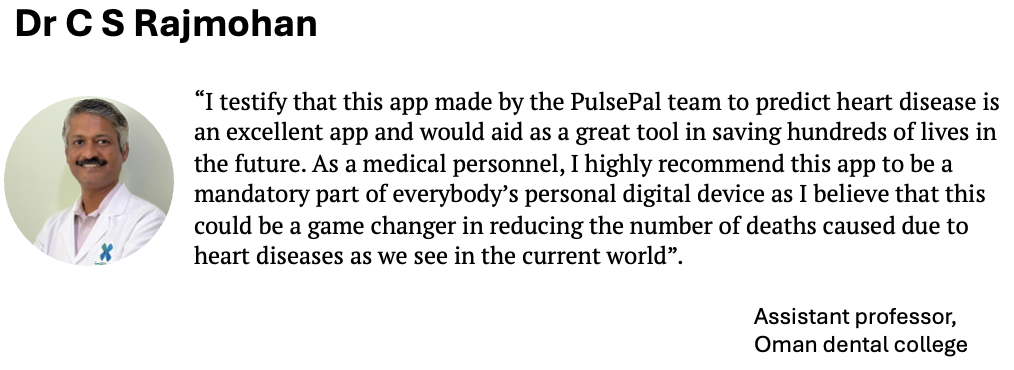 Dr C S Rajmohan
“I testify that this app made by the PulsePal team to predict heart disease is
an excellent app and would aid as a great tool in saving hundreds of lives in
the future. As a medical personnel, I highly recommend this app to be a
mandatory part of everybody’s personal digital device as I believe that this
could be a game changer in reducing the number of deaths caused due to
heart diseases as we see in the current world”.
Assistant professor,
Oman dental college